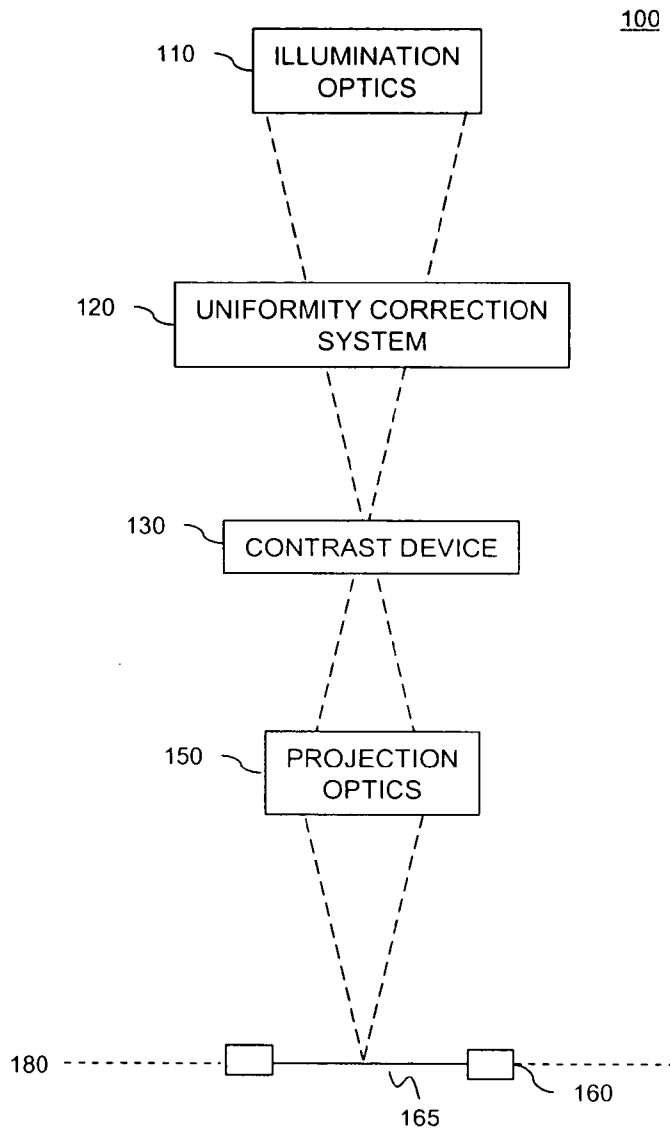 100
110
ILLUMINATION
OPTICS
120
UNIFORMITY CORRECTION
SYSTEM
130
CONTRAST DEVICE
150
PROJECTION
OPTICS
180
160
165